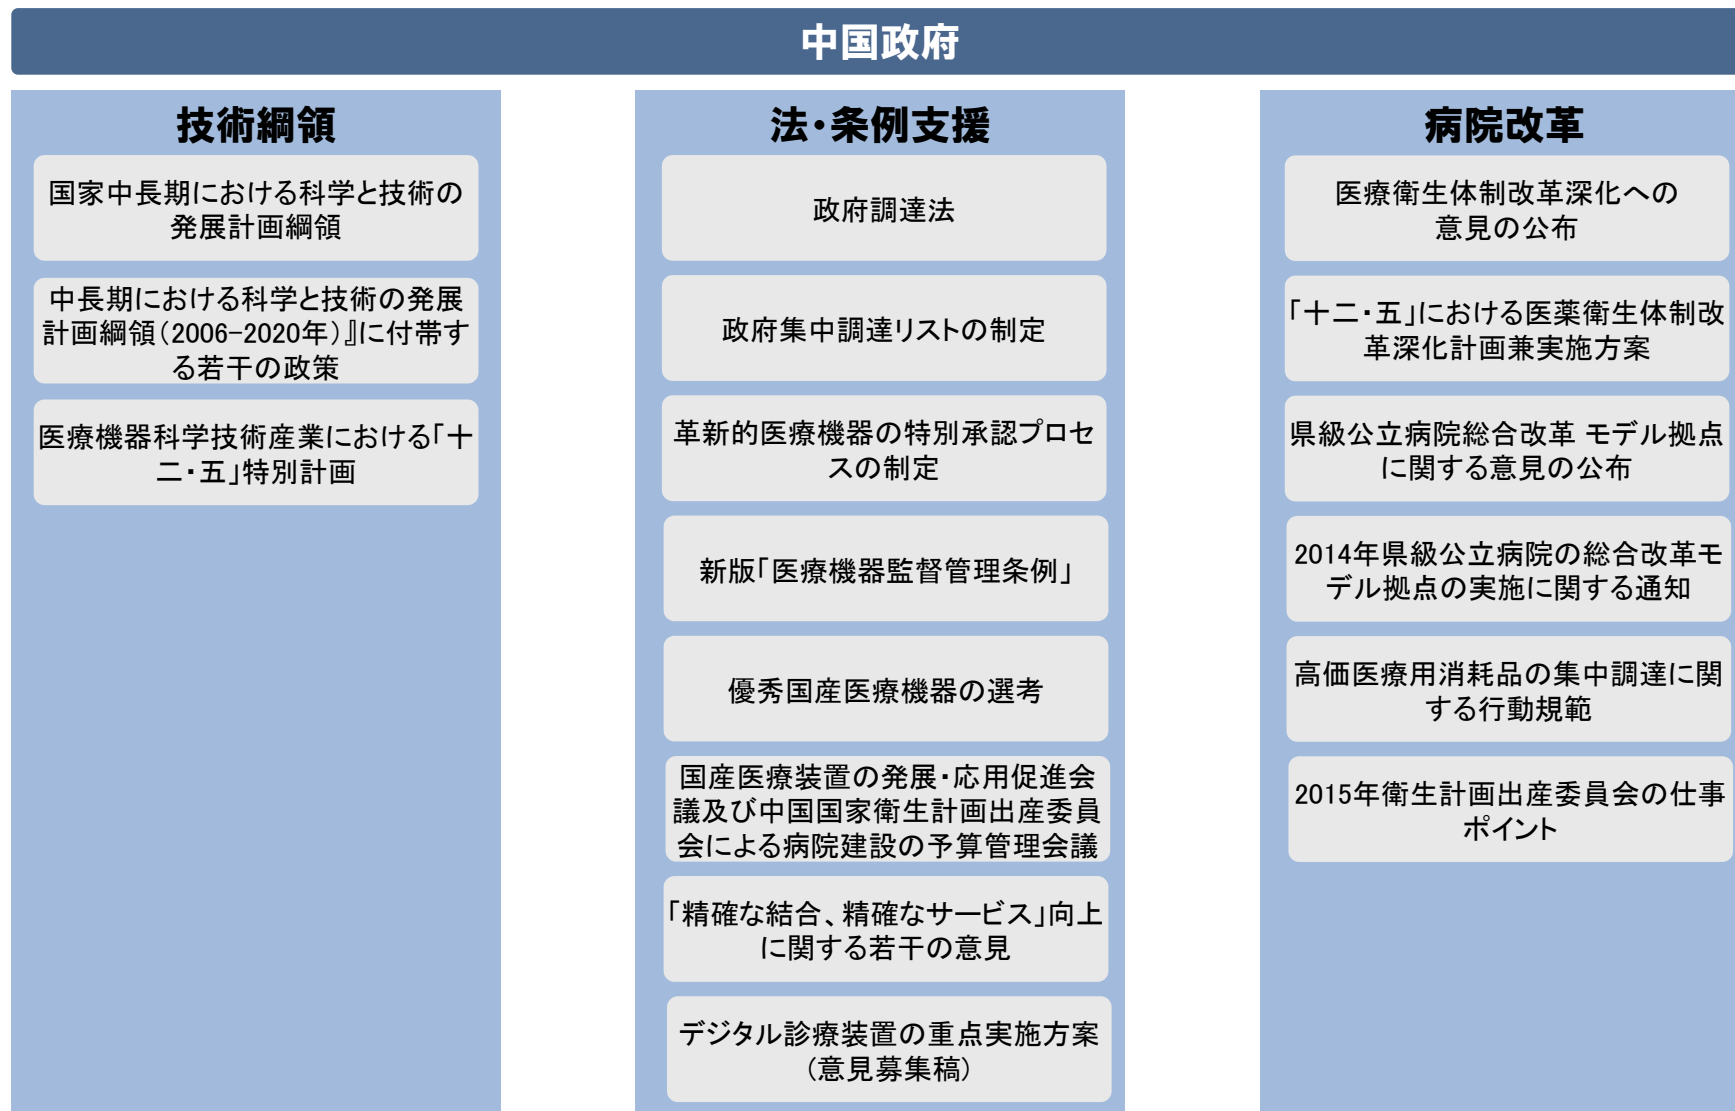 中国政府
技術綱領
国家中長期における科学と技術の
発展計画綱領
中長期における科学と技術の発展
計画綱領（2006-2020年）』に付帯す
る若干の政策
医療機器科学技術産業における「十
二・五」特別計画
法・条例支援
政府調達法
政府集中調達リストの制定
革新的医療機器の特別承認プロセ
スの制定
新版「医療機器監督管理条例」
優秀国産医療機器の選考
国産医療装置の発展・応用促進会
議及び中国国家衛生計画出産委員
会による病院建設の予算管理会議
「精確な結合、精確なサービス」向上
に関する若干の意見
デジタル診療装置の重点実施方案
（意見募集稿）
病院改革
医療衛生体制改革深化への
意見の公布
「十二・五」における医薬衛生体制改
革深化計画兼実施方案
県級公立病院総合改革 モデル拠点
に関する意見の公布
2014年県級公立病院の総合改革モ
デル拠点の実施に関する通知
高価医療用消耗品の集中調達に関
する行動規範
2015年衛生計画出産委員会の仕事
ポイント